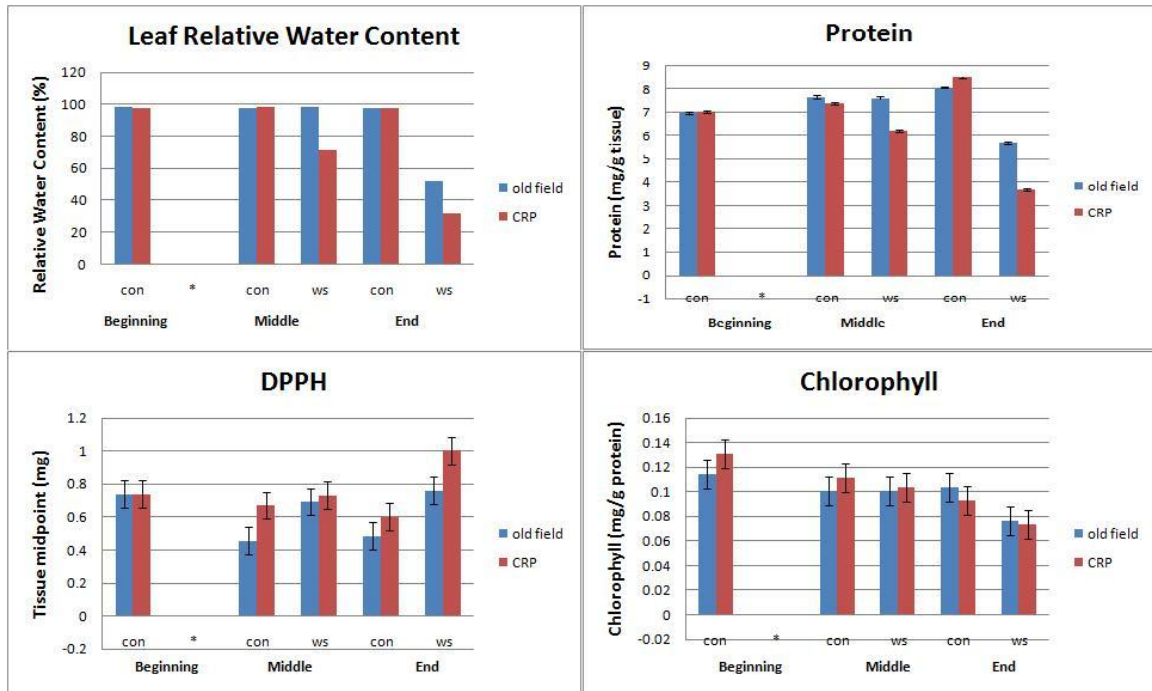 Leaf Relative Water Content
Relative Water Content (%)
120
100
80
60
40
20
0
con * con ws con ws
Beginning Middle End
old field
CRP
Protein
Protein (mg/g tissue)
9
8
7
6
5
4
3
2
1
0
-1
con * con ws con ws
Beginning Middle End
old field
CRP
DPPH
Tissue midpoint (mg)
1.2
1
0.8
0.6
0.4
0.2
0
-0.2
con * con ws con ws
Beginning Middle End
old field
CRP
Chlorophyll
Chlorophyll (mg/g protein)
0.16
0.14
0.12
0.1
0.08
0.06
0.04
0.02
0
-0.02
con * con ws con ws
Beginning Middle End
old field
CRP